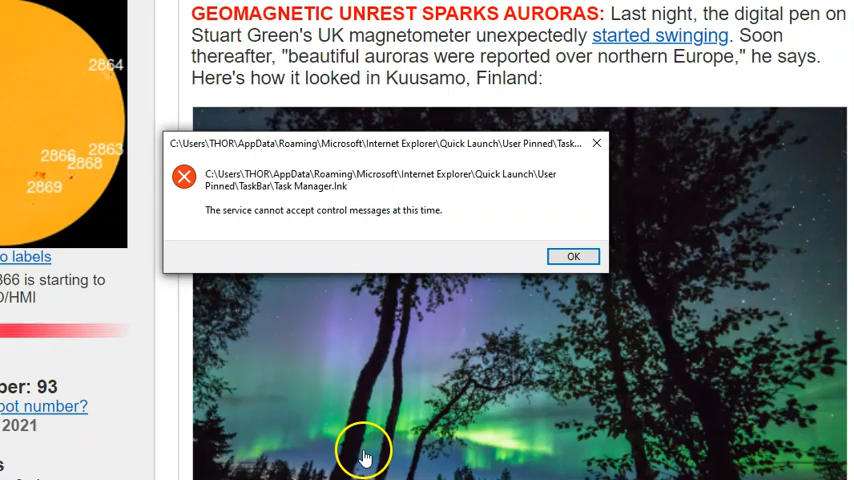 GEOMAGNETIC UNREST SPARKS AURORAS: Last night, the digital pen on
Stuart Green's UK magnetometer unexpectedly started swinging. Soon
thereafter, "beautiful auroras were reported over northern Europe," he says.
Here's how it looked in Kuusamo, Finland:
2864
2863
2866
2868
2869
o labels
366 is starting to
O/HMI
ber: 93
pot number?
2021
s
C:\Users\THOR\AppData\Roaming\Microsoft\Internet Explorer\Quick Launch\User Pinned\Task...
C:\Users\THOR\AppData\Roaming\Microsoft\Internet Explorer\Quick Launch\User
Pinned\TaskBar\Task Manager.lnk
The service cannot accept control messages at this time.
OK